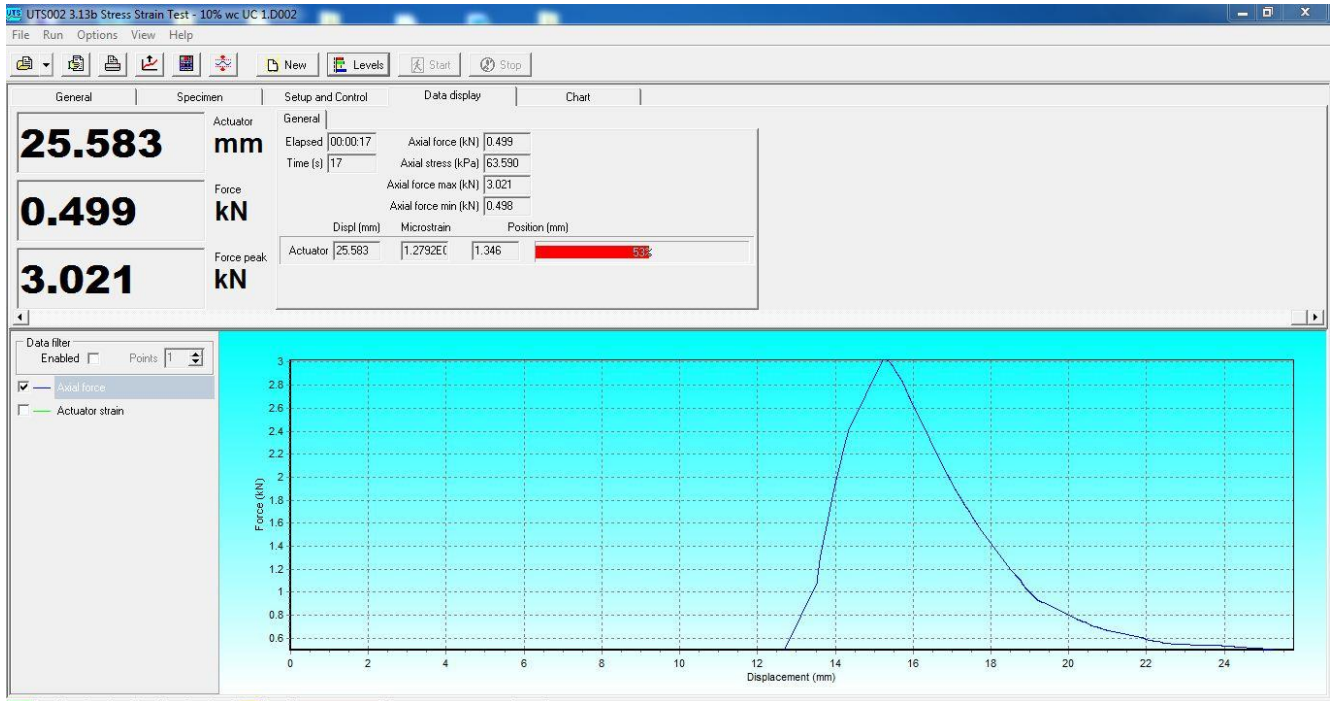 UTS UTS002 3.13b Stress Strain Test - 10% wc UC 1.D002
File Run Options View Help
New Levels Start Stop
General Specimen Setup and Control Data display Chart
25.583 Actuator mm
0.499 Force kN
3.021 Force peak kN
General
Elapsed 00:00:17 Axial force (kN) 0.499
Time (s) 17 Axial stress (kPa) 63.590
Axial force max (kN) 3.021
Axial force min (kN) 0.498
Displ (mm) Microstrain Position (mm)
Actuator 25.583 1.2792E( 1.346 53%
Data filter
Enabled Points 1
Axial force
Actuator strain
3
2.8
2.6
2.4
2.2
2
1.8
1.6
1.4
1.2
1
0.8
0.6
Force (kN)
0 2 4 6 8 10 12 14 16 18 20 22 24
Displacement (mm)